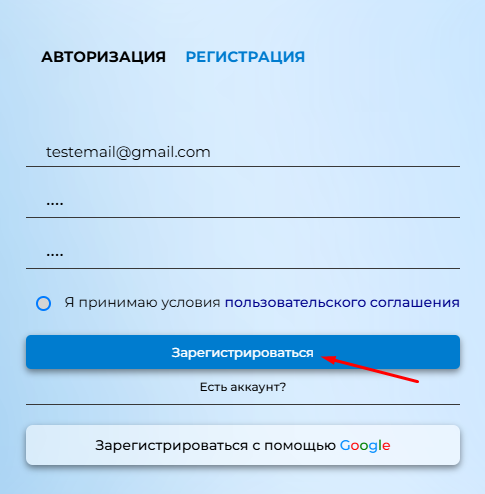 АВТОРИЗАЦИЯ РЕГИСТРАЦИЯ
testemail@gmail.com
....
....
Я принимаю условия пользовательского соглашения
Зарегистрироваться
Есть аккаунт?
Зарегистрироваться с помощью Google